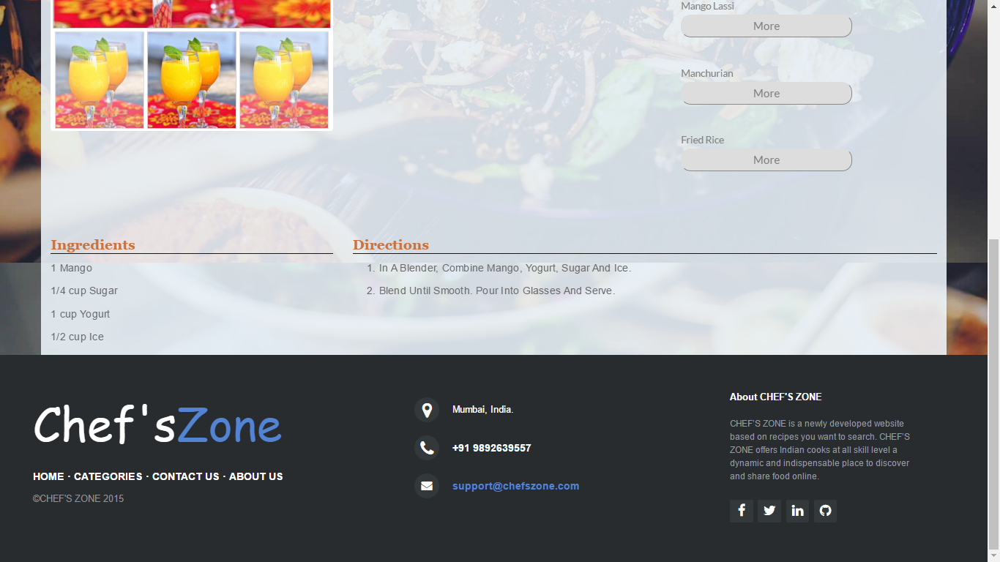 Mango Lassi
More
Manchurian
More
Fried Rice
More
Ingredients
1 Mango
1/4 cup Sugar
1 cup Yogurt
1/2 cup Ice
Directions
1. In A Blender, Combine Mango, Yogurt, Sugar And Ice.
2. Blend Until Smooth. Pour Into Glasses And Serve.
Chef'sZone
HOME · CATEGORIES · CONTACT US · ABOUT US
©CHEF'S ZONE 2015
Mumbai, India.
+91 9892639557
support@chefszone.com
About CHEF'S ZONE
CHEF'S ZONE is a newly developed website
based on recipes you want to search. CHEF'S
ZONE offers Indian cooks at all skill level a
dynamic and indispensable place to discover
and share food online.